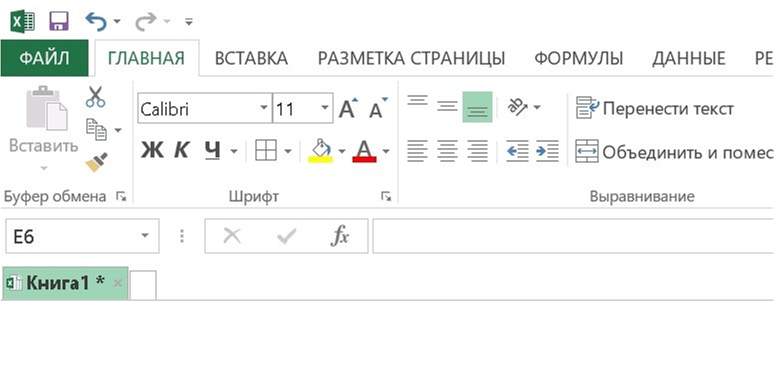 ФАЙЛ ГЛАВНАЯ ВСТАВКА РАЗМЕТКА СТРАНИЦЫ ФОРМУЛЫ ДАННЫЕ РЕ
Calibri 11 А А Перенести текст
Вставить Ж К Ч А Объединить и помес
Буфер обмена Шрифт Выравнивание
E6 fx
Книга1 *